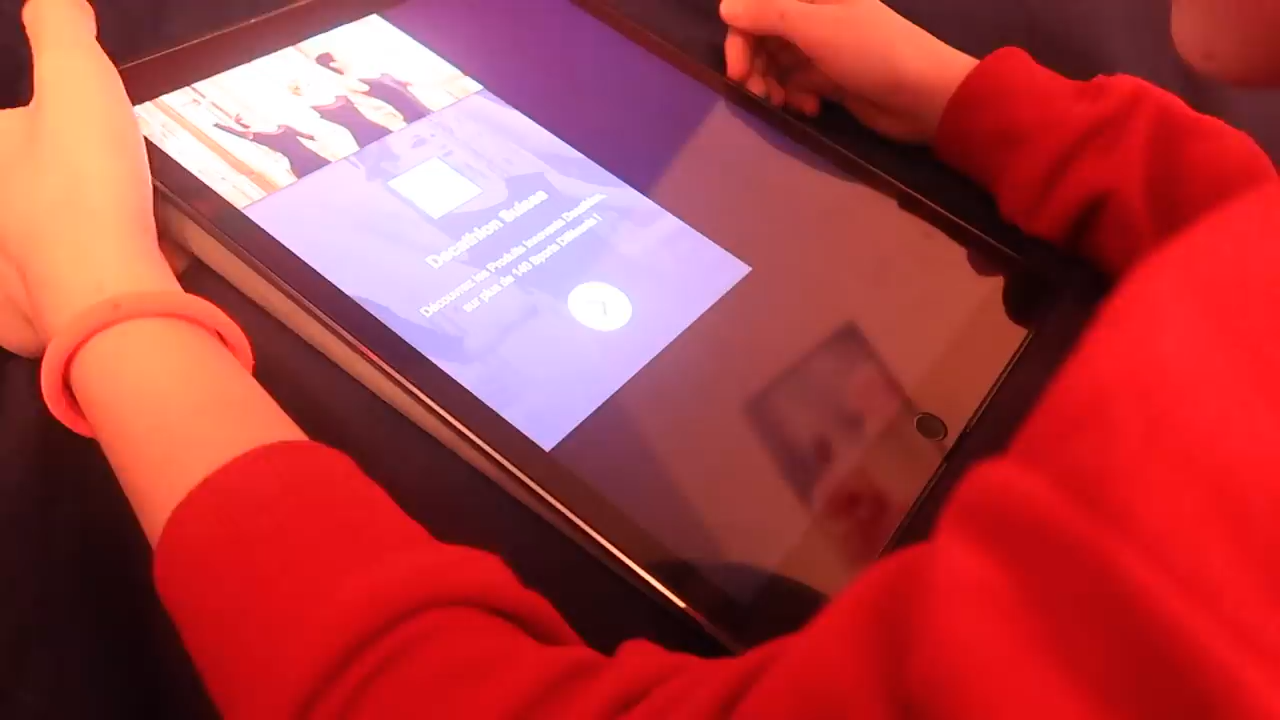 Decathlon Suisse
Découvrez les Produits innovants Decathlon
sur plus de 140 Sports Différents !